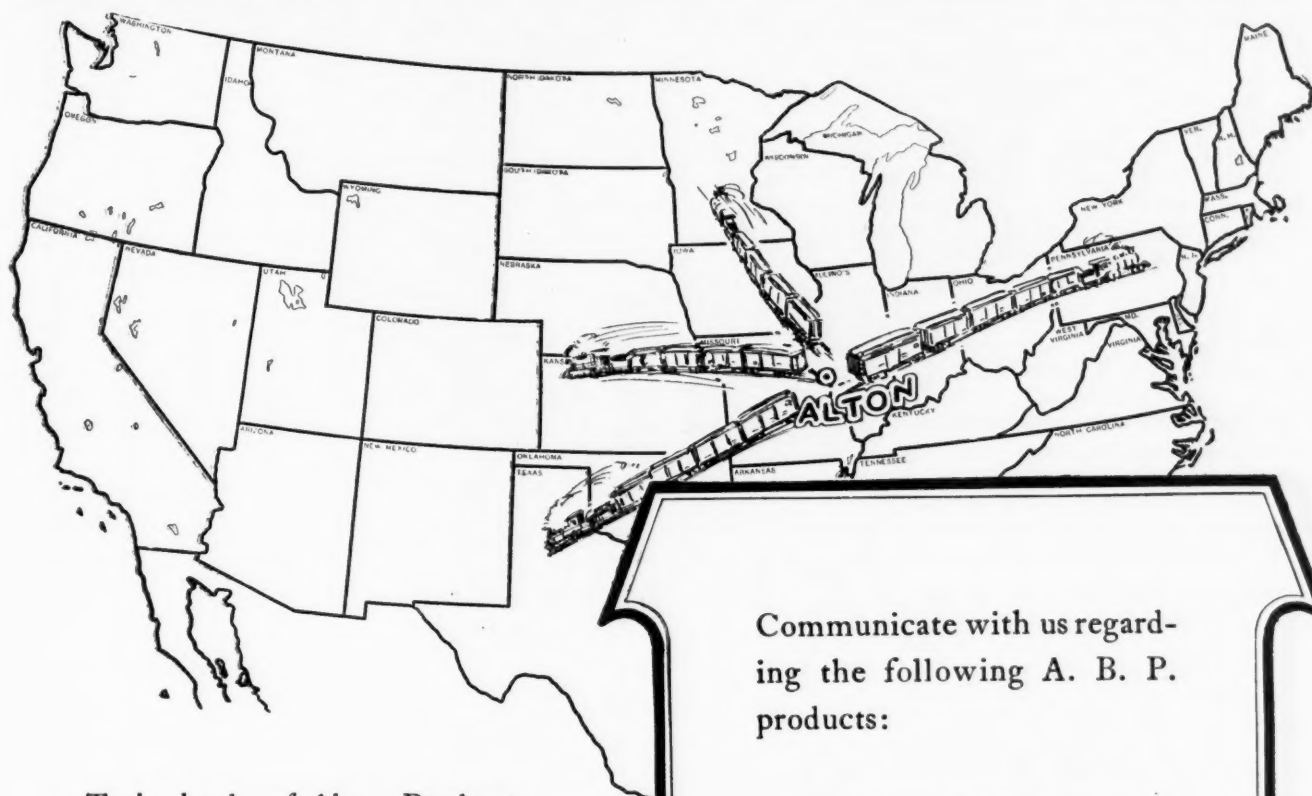 WASHINGTON
MONTANA
NORTH DAKOTA
MINNESOTA
MAINE
IDAHO
OREGON
MICHIGAN
VER.
N. H.
WISCONSIN
SOUTH DAKOTA
WYOMING
NEW YORK
MASS.
CONN.
CALIFORNIA
NEVADA
UTAH
NEBRASKA
IOWA
PENNSYLVANIA
INDIANA
OHIO
COLORADO
MISSOURI
WEST
VIRGINIA
MD.
VIRGINIA
ALTON
KENTUCKY
ARIZONA
NEW MEXICO
OKLAHOMA
TEXAS
ARKANSAS
TENNESSEE
NORTH CAROLINA
Communicate with us regard-
ing the following A. B. P.
products: